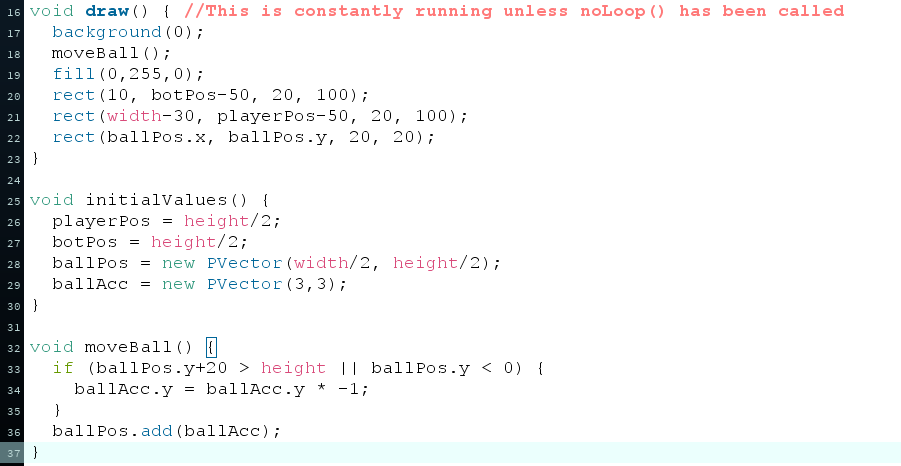 16 void draw() { //This is constantly running unless noLoop() has been called
17   background(0);
18   moveBall();
19   fill(0,255,0);
20   rect(10, botPos-50, 20, 100);
21   rect(width-30, playerPos-50, 20, 100);
22   rect(ballPos.x, ballPos.y, 20, 20);
23 }
24
25 void initialValues() {
26   playerPos = height/2;
27   botPos = height/2;
28   ballPos = new PVector(width/2, height/2);
29   ballAcc = new PVector(3,3);
30 }
31
32 void moveBall() {
33   if (ballPos.y+20 > height || ballPos.y < 0) {
34     ballAcc.y = ballAcc.y * -1;
35   }
36   ballPos.add(ballAcc);
37 }